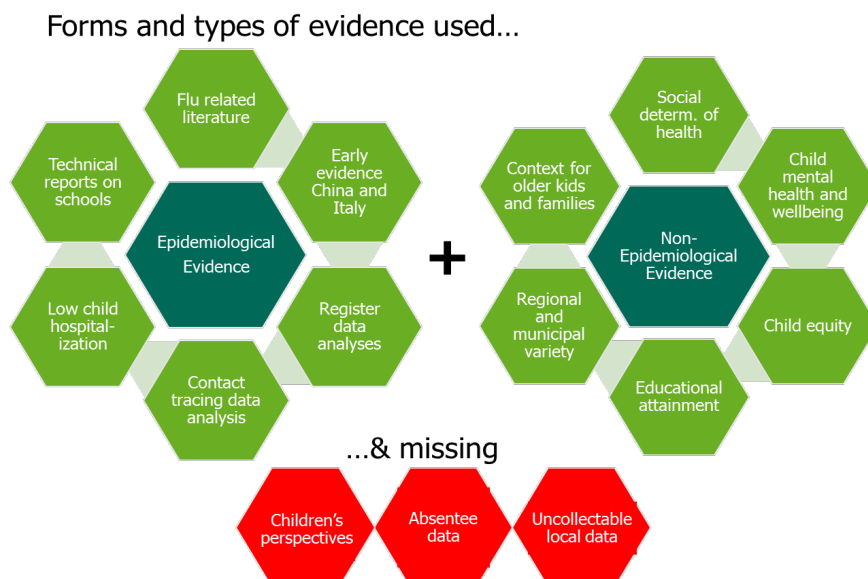 Forms and types of evidence used...
Flu related
literature
Early
evidence
China and
Italy
Register
data
analyses
Contact
tracing data
analysis
Low child
hospital-
ization
Technical
reports on
schools
Epidemiological
Evidence
+
Social
determ. of
health
Child
mental
health and
wellbeing
Child equity
Educational
attainment
Regional
and
municipal
variety
Context for
older kids
and families
Non-
Epidemiological
Evidence
...& missing
Children’s
perspectives
Absentee
data
Uncollectable
local data